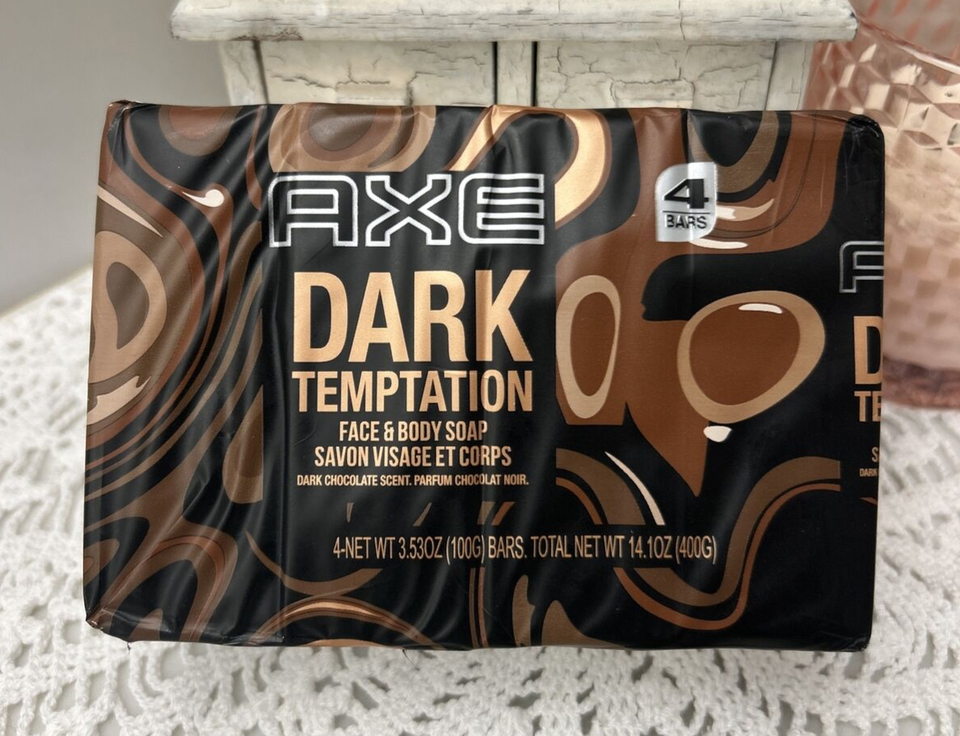 AXE
4
BARS
DARK
TEMPTATION
FACE & BODY SOAP
SAVON VISAGE ET CORPS
DARK CHOCOLATE SCENT. PARFUM CHOCOLAT NOIR.
4-NET WT 3.53OZ (100G) BARS. TOTAL NET WT 14.1OZ (400G)